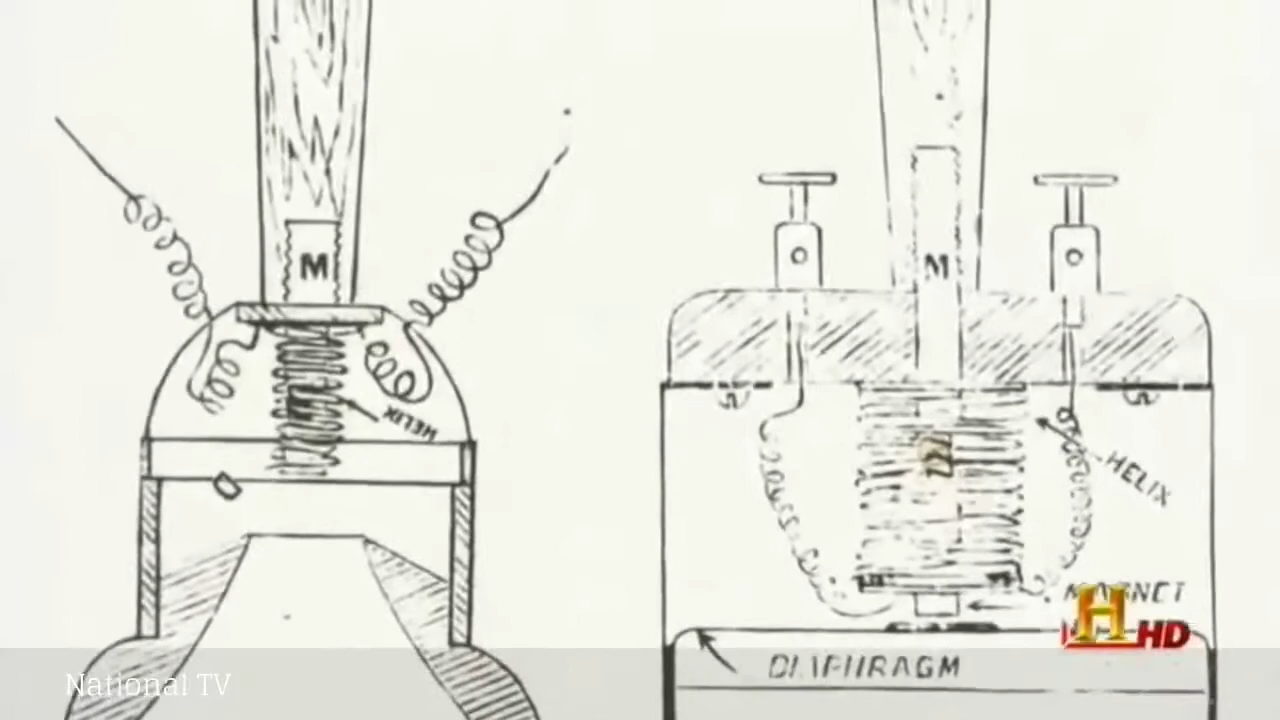 M
M
HELIX
HELIX
MAGNET
H
HD
DIAPHRAGM
National TV